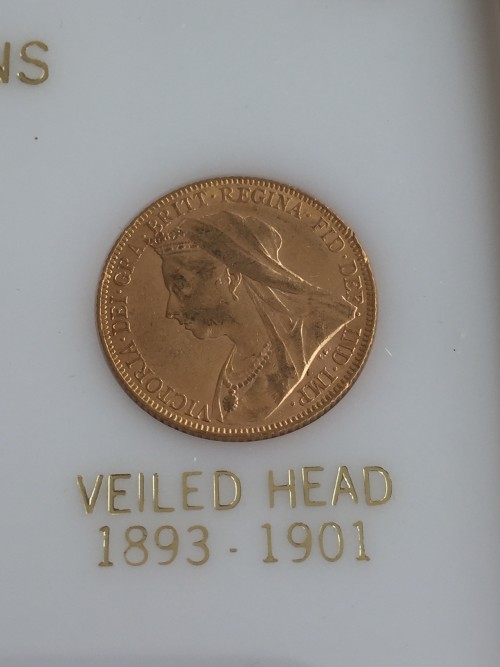 NS
VICTORIA·DEI·GRA·BRITT·REGINA·FID·DEF·IND·IMP·
VEILED HEAD
1893 - 1901